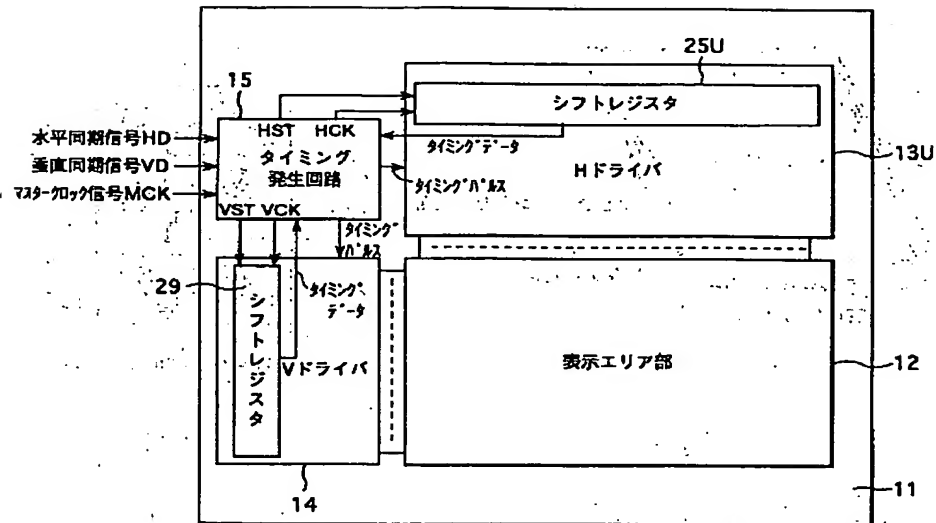 25U
15
シフトレジスタ
HST HCK
水平同期信号HD
タイミングデータ
タイミング
発生回路
Hドライバ
13U
垂直同期信号VD
タイミングパルス
マスタークロック信号MCK
VST VCK
タイミング
パルス
29
シフトレジスタ
タイミング
データ
Vドライバ
表示エリア部
12
14
11